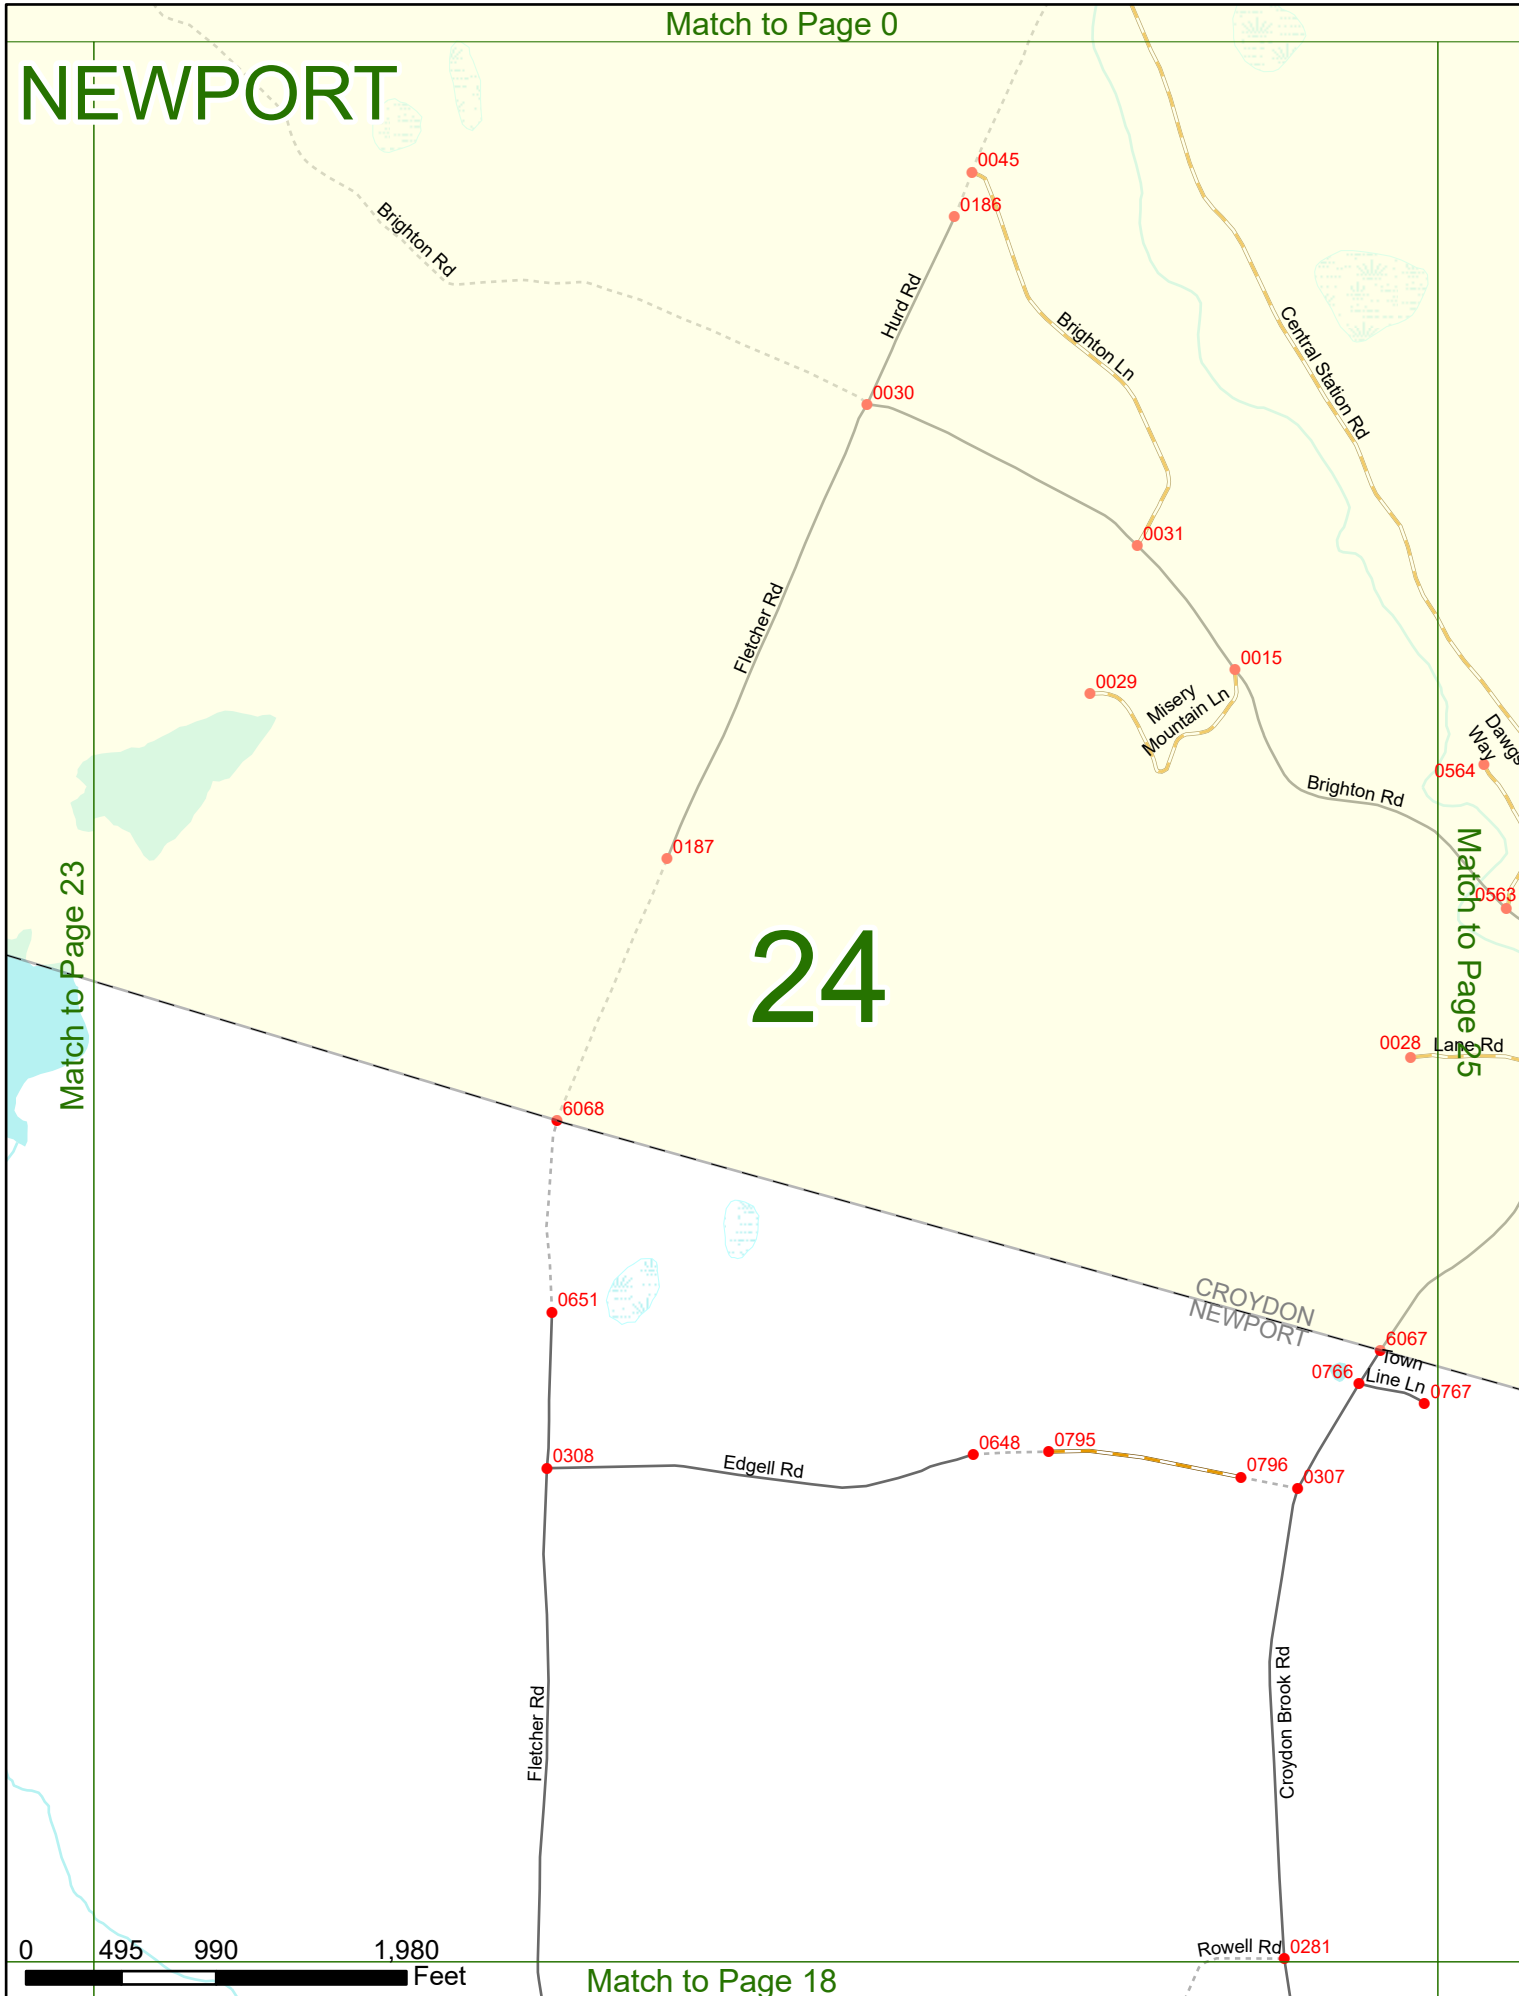 Match to Page 0
NEWPORT
0045
0186
Brighton Rd
Hurd Rd
Brighton Ln
Central Station Rd
0030
0031
Fletcher Rd
0015
0029
Misery
Mountain Ln
Dawgs
Way
0564
Brighton Rd
0187
Match to Page 23
Match to Page 25
0563
24
0028
Lane Rd
6068
CROYDON
NEWPORT
0651
6067
Town
Line Ln
0766
0767
0308
Edgell Rd
0648
0795
0796
0307
Fletcher Rd
Croydon Brook Rd
Rowell Rd
0281
0 495 990 1,980
Feet
Match to Page 18